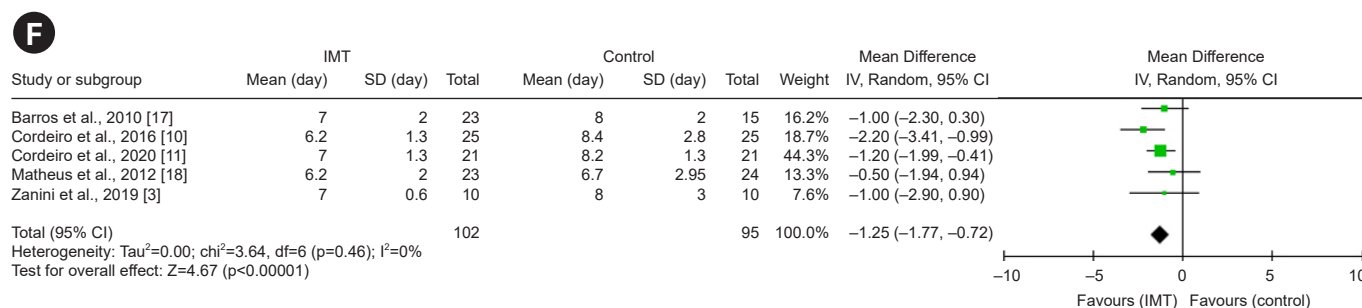 F
IMT Control Mean Difference Mean Difference
Study or subgroup Mean (day) SD (day) Total Mean (day) SD (day) Total Weight IV, Random, 95% CI IV, Random, 95% CI
Barros et al., 2010 [17] 7 2 23 8 2 15 16.2% –1.00 (–2.30, 0.30)
Cordeiro et al., 2016 [10] 6.2 1.3 25 8.4 2.8 25 18.7% –2.20 (–3.41, –0.99)
Cordeiro et al., 2020 [11] 7 1.3 21 8.2 1.3 21 44.3% –1.20 (–1.99, –0.41)
Matheus et al., 2012 [18] 6.2 2 23 6.7 2.95 24 13.3% –0.50 (–1.94, 0.94)
Zanini et al., 2019 [3] 7 0.6 10 8 3 10 7.6% –1.00 (–2.90, 0.90)
Total (95% CI) 102 95 100.0% –1.25 (–1.77, –0.72)
Heterogeneity: Tau²=0.00; chi²=3.64, df=6 (p=0.46); I²=0%
Test for overall effect: Z=4.67 (p<0.00001)
–10 –5 0 5 10
Favours (IMT) Favours (control)